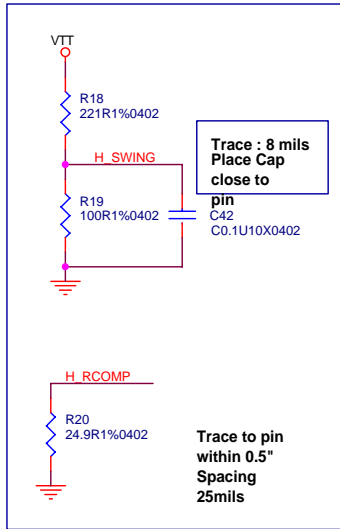 VTT
R18
221R1%0402
H_SWING
Trace : 8 mils
Place Cap
close to
pin
R19
100R1%0402
C42
C0.1U10X0402
H_RCOMP
R20
24.9R1%0402
Trace to pin
within 0.5"
Spacing
25mils